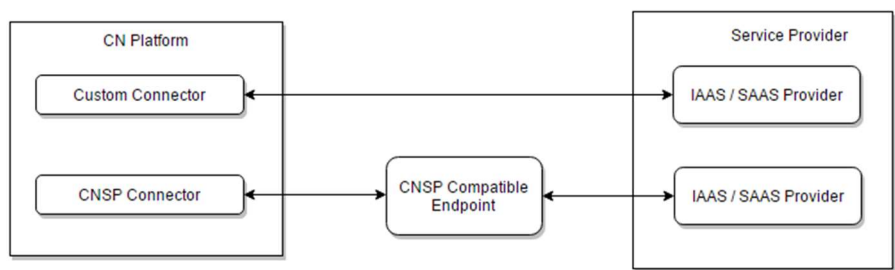 CN Platform
Service Provider
Custom Connector
IAAS / SAAS Provider
CNSP Connector
CNSP Compatible
Endpoint
IAAS / SAAS Provider